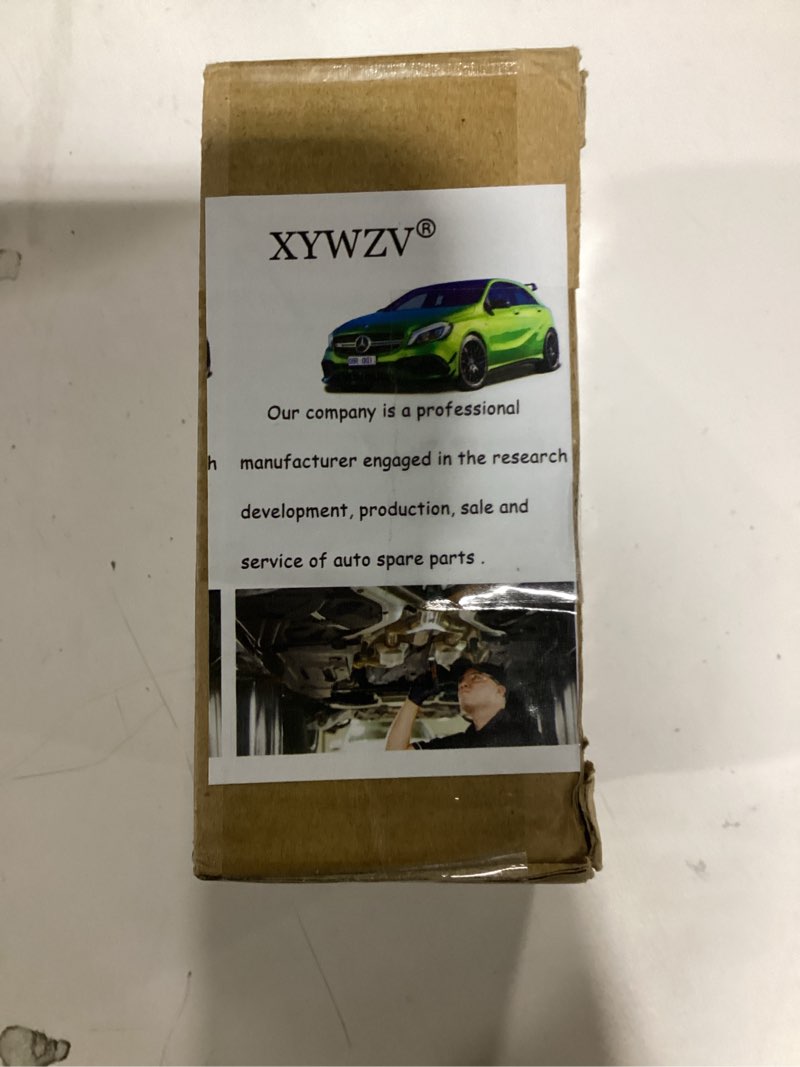 XYWZV®
Our company is a professional
h manufacturer engaged in the research
development, production, sale and
service of auto spare parts .